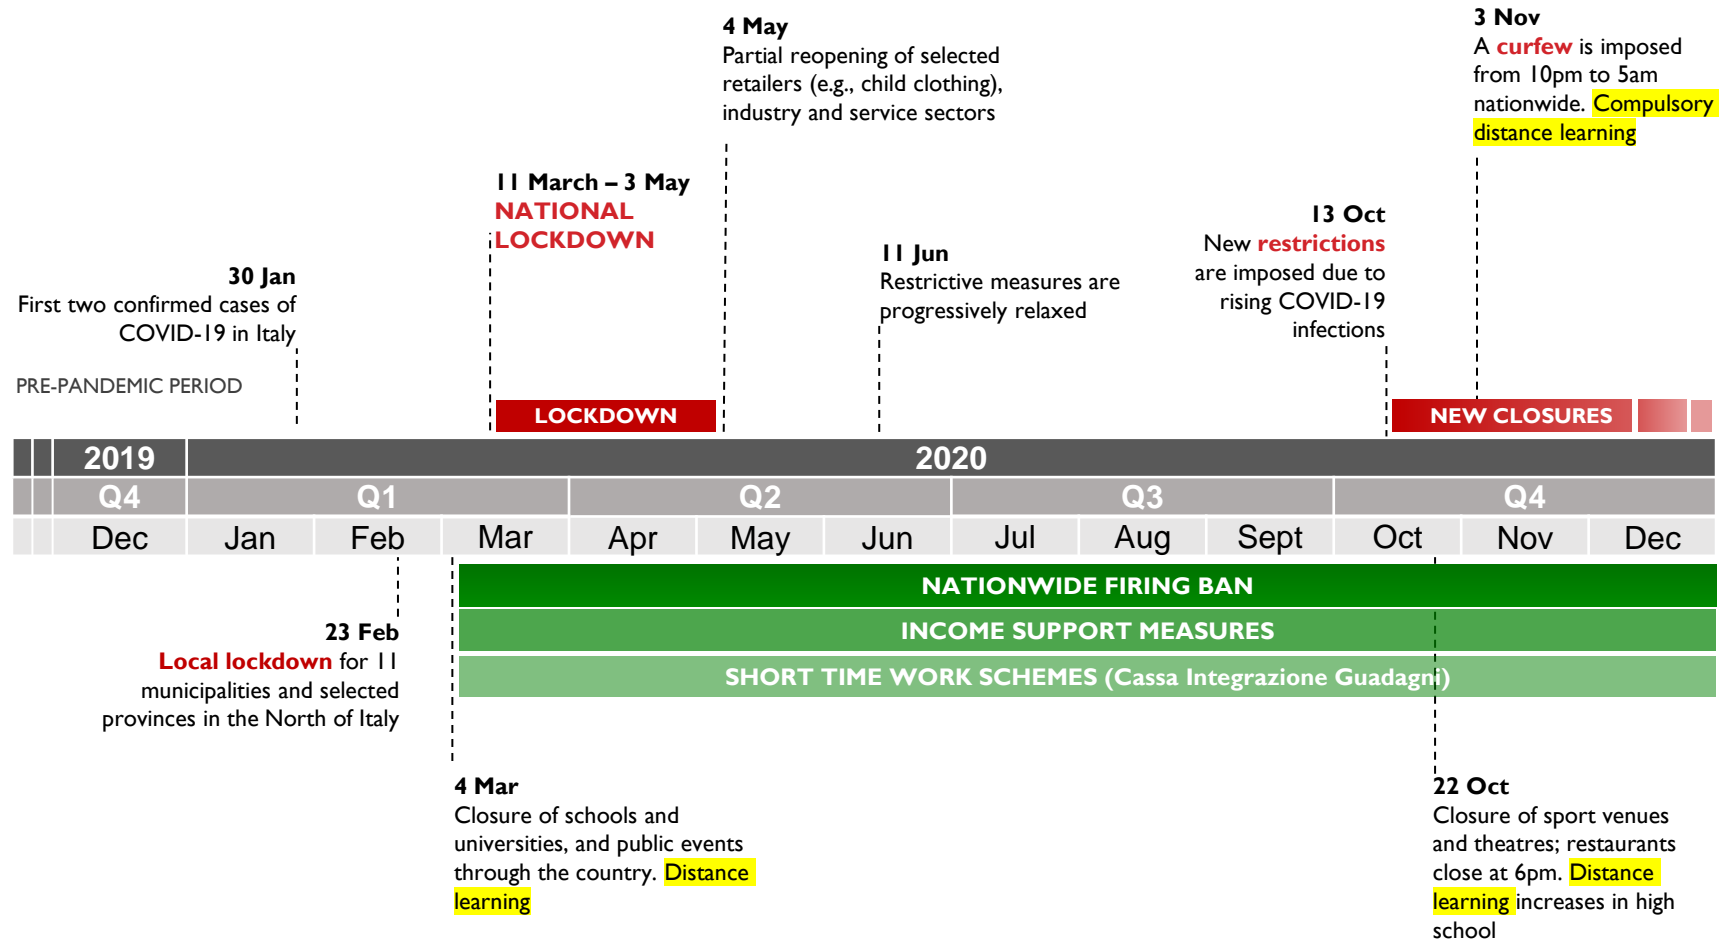 4 May
Partial reopening of selected
retailers (e.g., child clothing),
industry and service sectors
3 Nov
A curfew is imposed
from 10pm to 5am
nationwide. Compulsory
distance learning
11 March – 3 May
NATIONAL
LOCKDOWN
13 Oct
New restrictions
are imposed due to
rising COVID-19
infections
11 Jun
Restrictive measures are
progressively relaxed
30 Jan
First two confirmed cases of
COVID-19 in Italy
PRE-PANDEMIC PERIOD
LOCKDOWN
NEW CLOSURES
2019 2020
Q4 Q1 Q2 Q3 Q4
Dec Jan Feb Mar Apr May Jun Jul Aug Sept Oct Nov Dec
NATIONWIDE FIRING BAN
INCOME SUPPORT MEASURES
SHORT TIME WORK SCHEMES (Cassa Integrazione Guadagni)
23 Feb
Local lockdown for 11
municipalities and selected
provinces in the North of Italy
4 Mar
Closure of schools and
universities, and public events
through the country. Distance
learning
22 Oct
Closure of sport venues
and theatres; restaurants
close at 6pm. Distance
learning increases in high
school